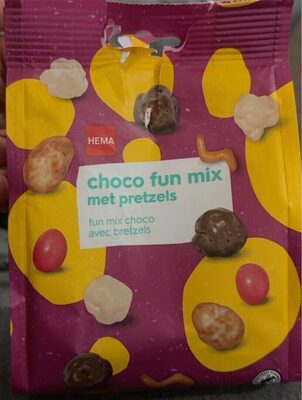 HEMA
choco fun mix
met pretzels
fun mix choco
avec bretzels